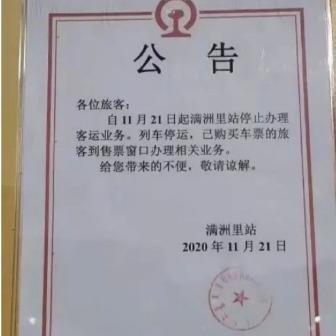 公告
各位旅客：
自11月21日起满洲里站停止办理
客运业务。列车停运，已购买车票的旅
客到售票窗口办理相关业务。
给您带来的不便，敬请谅解。
满洲里站
2020年11月21日